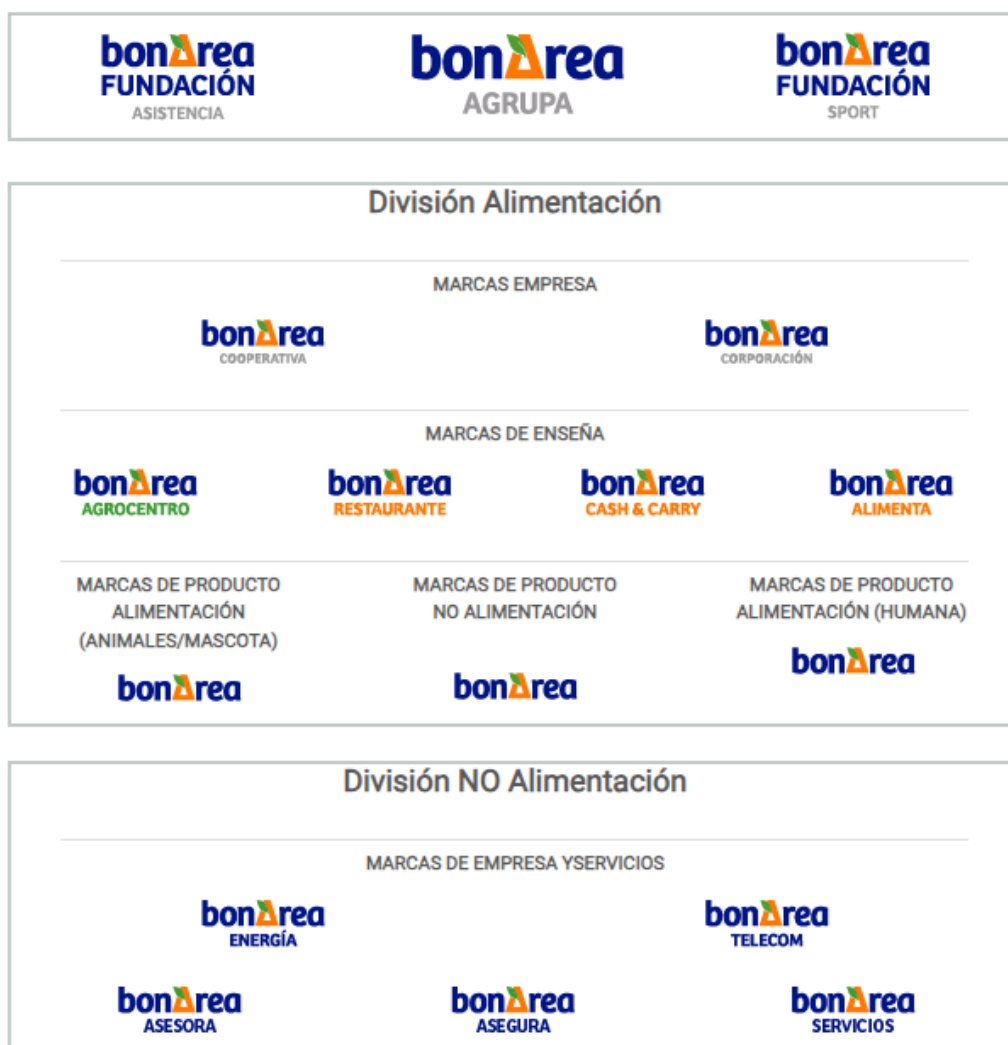 bonÀrea bonÀrea bonÀrea
FUNDACIÓN AGRUPA FUNDACIÓN
ASISTENCIA SPORT
División Alimentación
MARCAS EMPRESA
bonÀrea bonÀrea
COOPERATIVA CORPORACIÓN
MARCAS DE ENSEÑA
bonÀrea bonÀrea bonÀrea bonÀrea
AGROCENTRO RESTAURANTE CASH & CARRY ALIMENTA
MARCAS DE PRODUCTO MARCAS DE PRODUCTO MARCAS DE PRODUCTO
ALIMENTACIÓN NO ALIMENTACIÓN ALIMENTACIÓN (HUMANA)
(ANIMALES/MASCOTA)
bonÀrea bonÀrea bonÀrea
División NO Alimentación
MARCAS DE EMPRESA YSERVICIOS
bonÀrea bonÀrea
ENERGÍA TELECOM
bonÀrea bonÀrea bonÀrea
ASESORA ASEGURA SERVICIOS